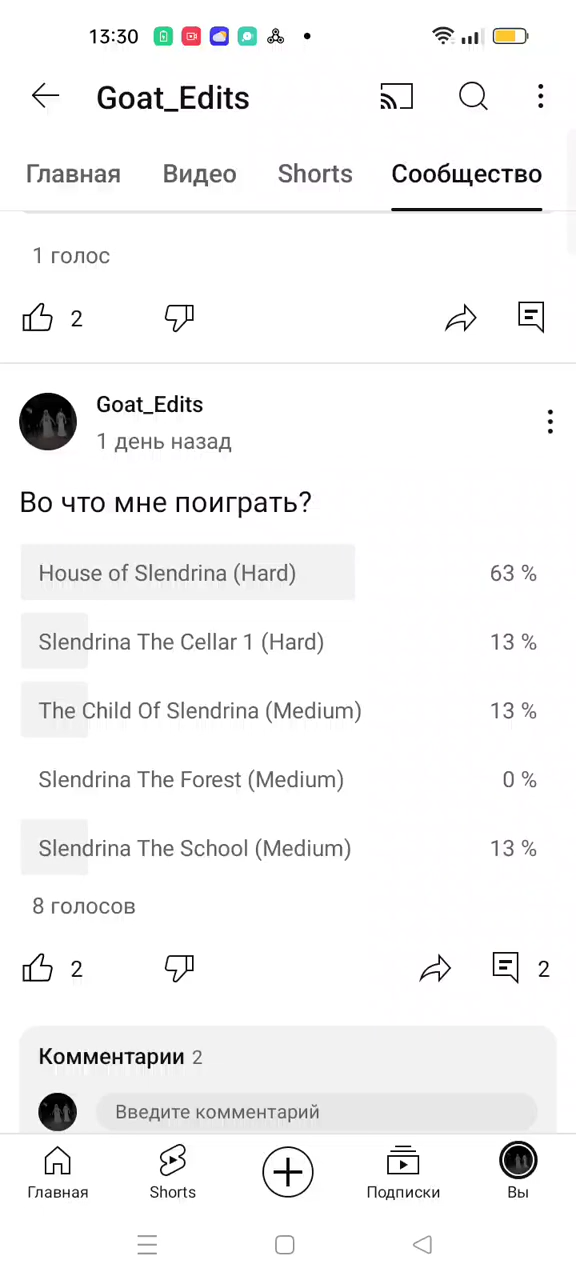 13:30
Goat_Edits
Главная Видео Shorts Сообщество
1 голос
2
Goat_Edits
1 день назад
Во что мне поиграть?
House of Slendrina (Hard) 63 %
Slendrina The Cellar 1 (Hard) 13 %
The Child Of Slendrina (Medium) 13 %
Slendrina The Forest (Medium) 0 %
Slendrina The School (Medium) 13 %
8 голосов
2 2
Комментарии 2
Введите комментарий
Главная Shorts Подписки Вы